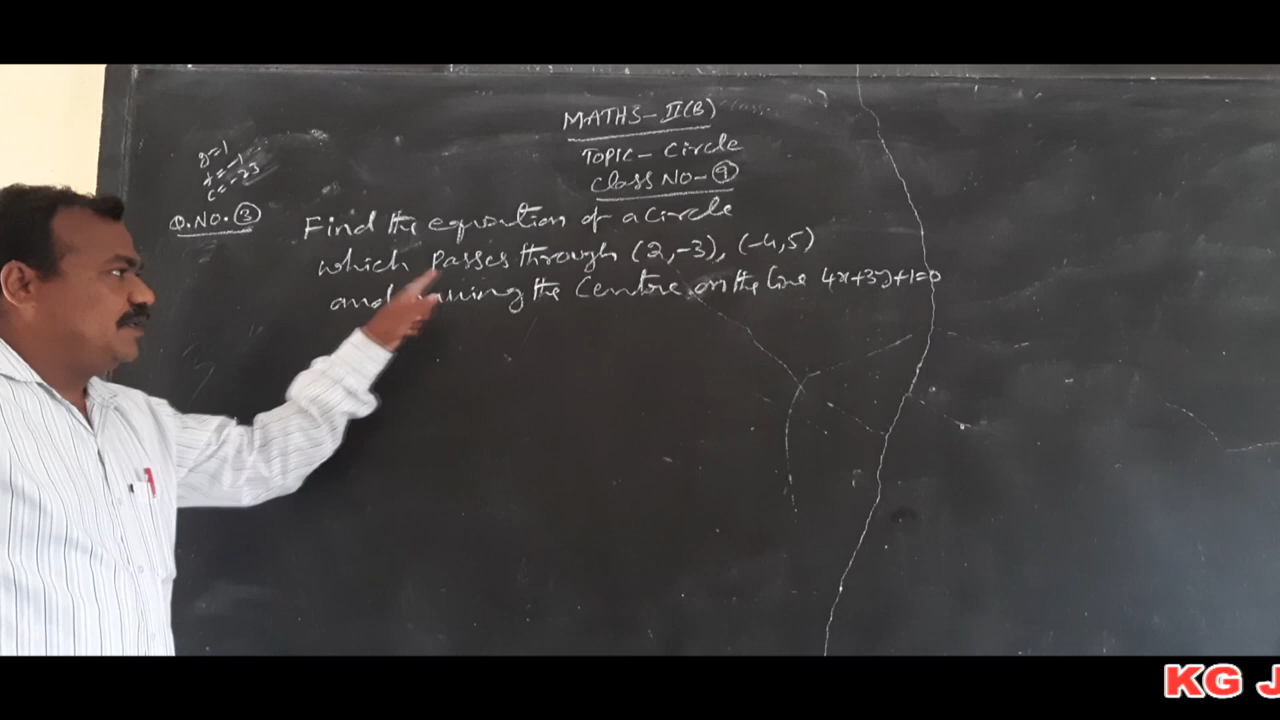 MATHS - II(B)
TOPIC - Circle
Class NO - 9
g=1
f=-1
c=-23
Q.NO. 3
Find the equation of a circle
which passes through (2,-3), (-4,5)
and the centre on the line 4x+3y+1=0
KG J